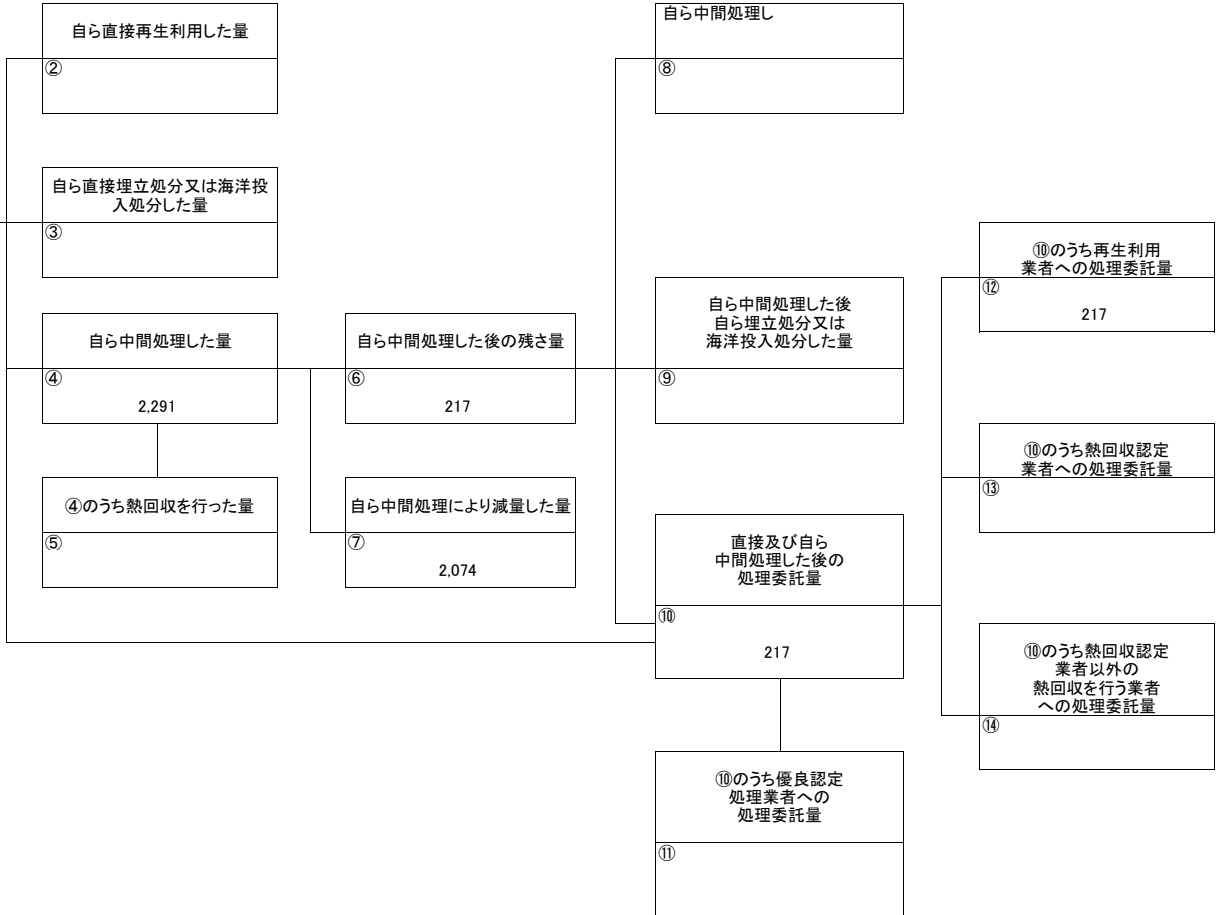 自ら直接再生利用した量
②
自ら直接埋立処分又は海洋投
入処分した量
③
自ら中間処理した量
④
2,291
④のうち熱回収を行った量
⑤
自ら中間処理した後の残さ量
⑥
217
自ら中間処理により減量した量
⑦
2,074
自ら中間処理し
⑧
自ら中間処理した後
自ら埋立処分又は
海洋投入処分した量
⑨
直接及び自ら
中間処理した後の
処理委託量
⑩
217
⑩のうち優良認定
処理業者への
処理委託量
⑪
⑩のうち再生利用
業者への処理委託量
⑫
217
⑩のうち熱回収認定
業者への処理委託量
⑬
⑩のうち熱回収認定
業者以外の
熱回収を行う業者
への処理委託量
⑭